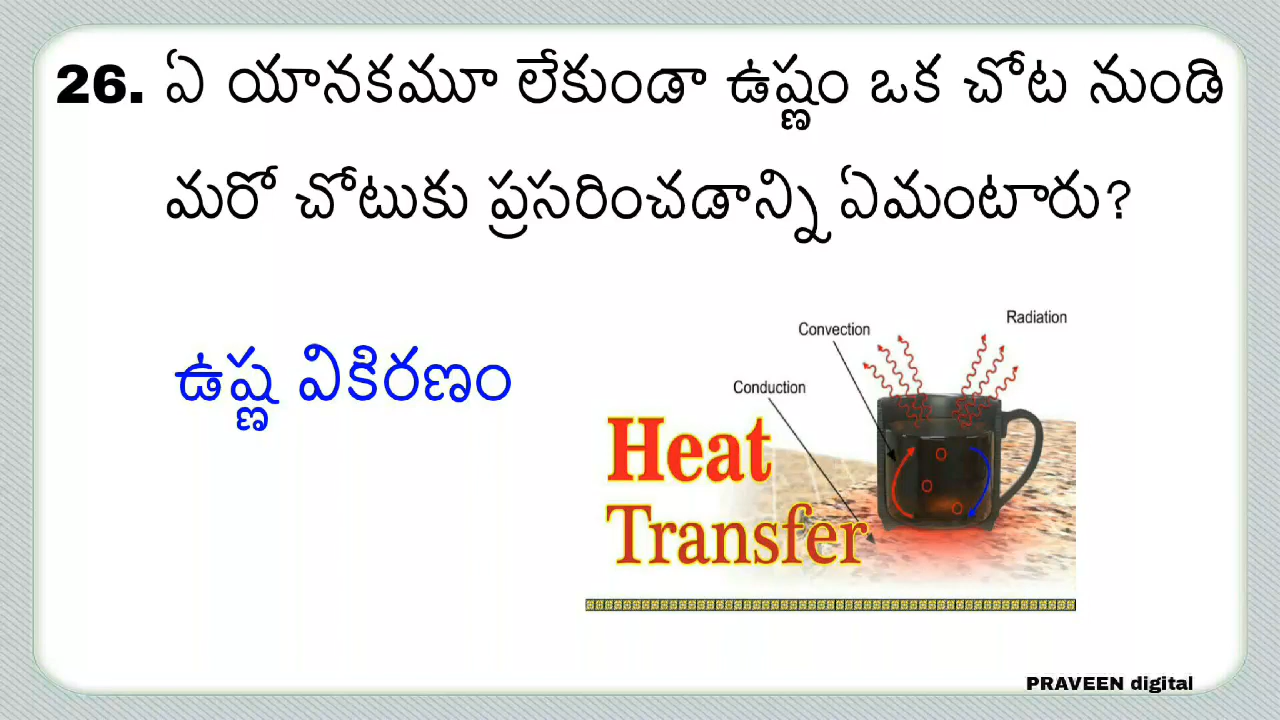 26. ఏ యానకమూ లేకుండా ఉష్ణం ఒక చోట నుండి
మరో చోటుకు ప్రసరించడాన్ని ఏమంటారు?
ఉష్ణ వికిరణం
Radiation
Convection
Conduction
Heat
Transfer
PRAVEEN digital